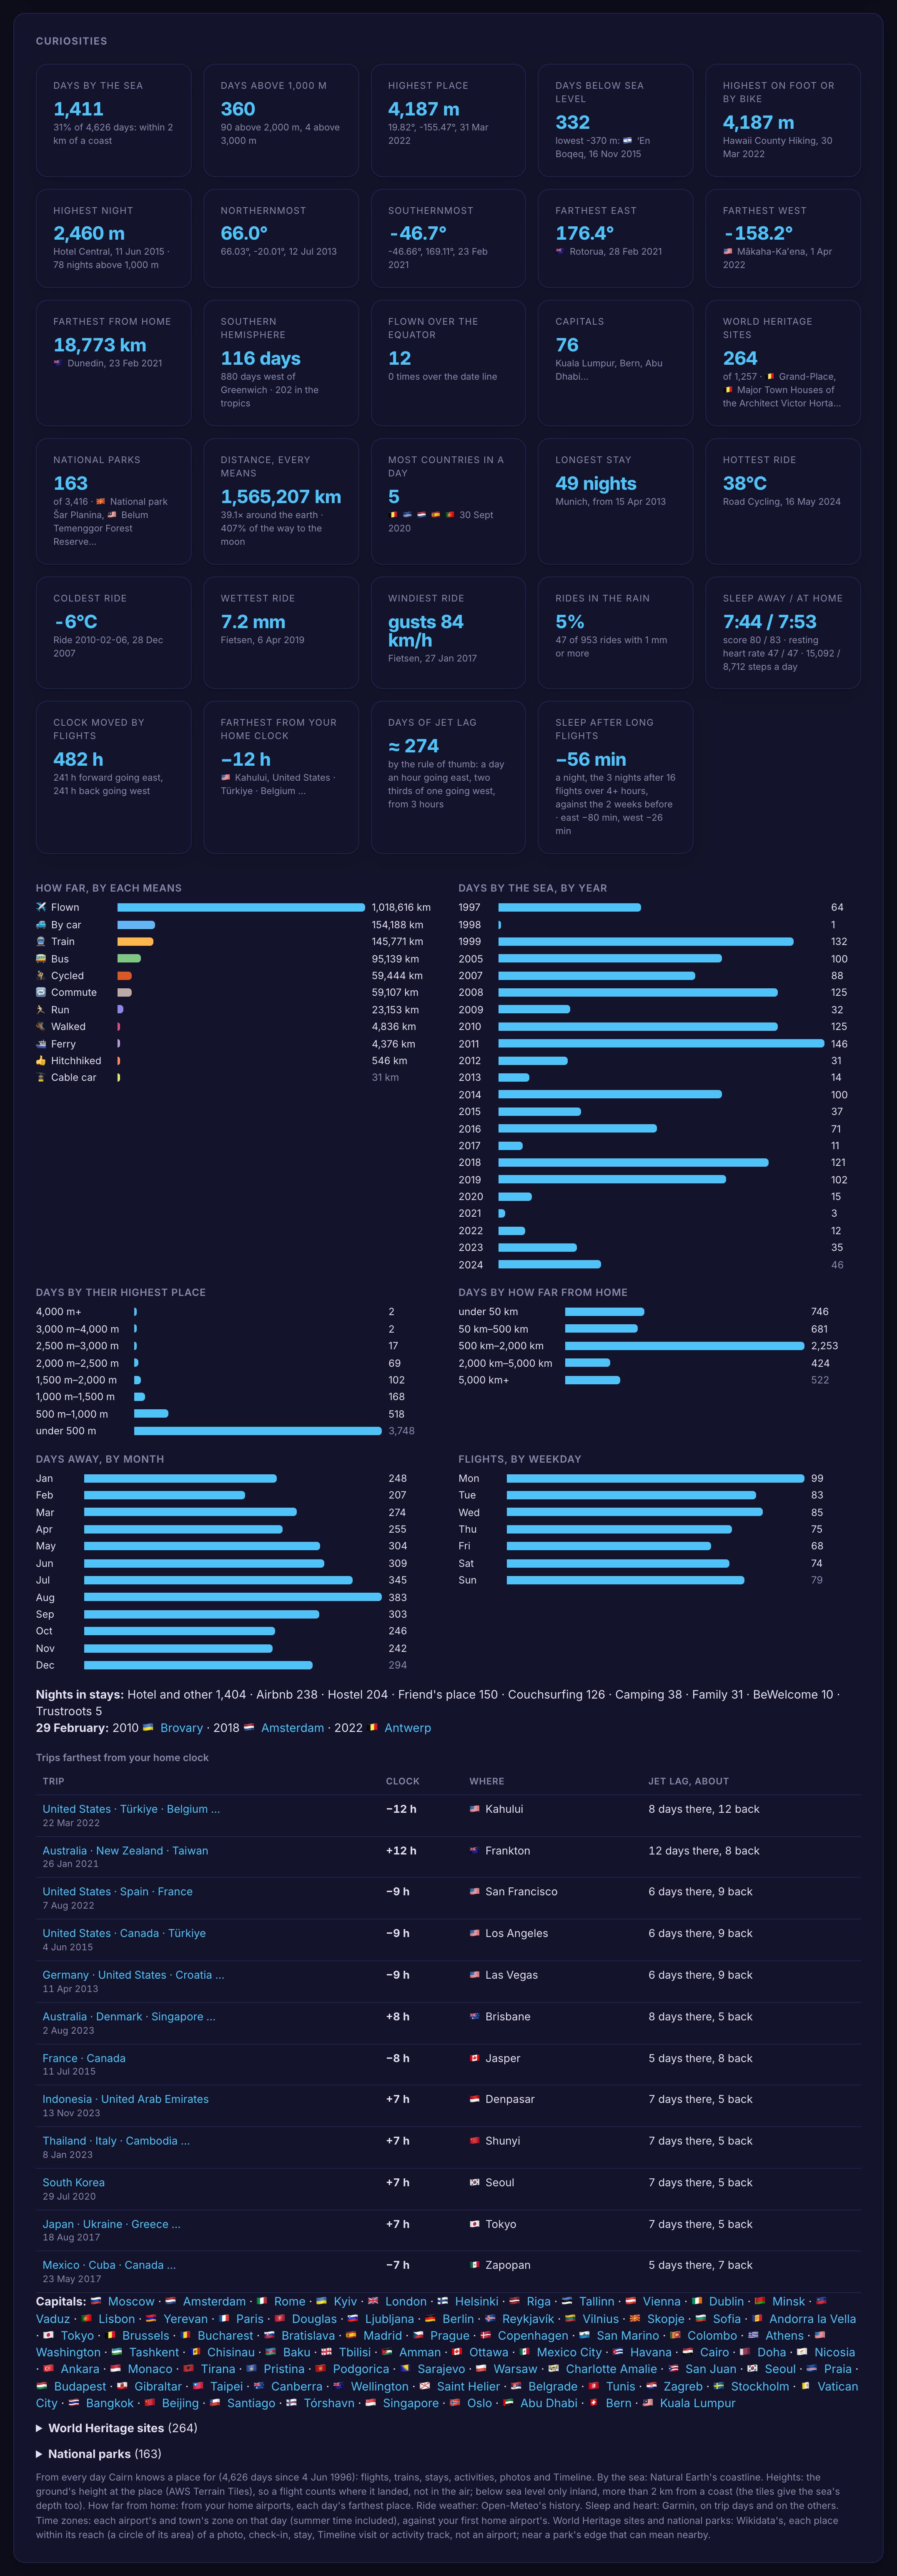 CURIOSITIES
DAYS BY THE SEA
1,411
31% of 4,626 days: within 2
km of a coast
DAYS ABOVE 1,000 M
360
90 above 2,000 m, 4 above
3,000 m
HIGHEST PLACE
4,187 m
19.82°, -155.47°, 31 Mar
2022
DAYS BELOW SEA
LEVEL
332
lowest -370 m: 'En
Boqeq, 16 Nov 2015
HIGHEST ON FOOT OR
BY BIKE
4,187 m
Hawaii County Hiking, 30
Mar 2022
HIGHEST NIGHT
2,460 m
Hotel Central, 11 Jun 2015 ·
78 nights above 1,000 m
NORTHERNMOST
66.0°
66.03°, -20.01°, 12 Jul 2013
SOUTHERNMOST
-46.7°
-46.66°, 169.11°, 23 Feb
2021
FARTHEST EAST
176.4°
Rotorua, 28 Feb 2021
FARTHEST WEST
-158.2°
Mākaha-Ka'ena, 1 Apr
2022
FARTHEST FROM HOME
18,773 km
Dunedin, 23 Feb 2021
SOUTHERN
HEMISPHERE
116 days
880 days west of
Greenwich · 202 in the
tropics
FLOWN OVER THE
EQUATOR
12
0 times over the date line
CAPITALS
76
Kuala Lumpur, Bern, Abu
Dhabi…
WORLD HERITAGE
SITES
264
of 1,257 · Grand-Place,
Major Town Houses of
the Architect Victor Horta…
NATIONAL PARKS
163
of 3,416 · National park
Šar Planina, Belum
Temenggor Forest
Reserve…
DISTANCE, EVERY
MEANS
1,565,207 km
39.1× around the earth ·
407% of the way to the
moon
MOST COUNTRIES IN A
DAY
5
30 Sept
2020
LONGEST STAY
49 nights
Munich, from 15 Apr 2013
HOTTEST RIDE
38°C
Road Cycling, 16 May 2024
COLDEST RIDE
-6°C
Ride 2010-02-06, 28 Dec
2007
WETTEST RIDE
7.2 mm
Fietsen, 6 Apr 2019
WINDIEST RIDE
gusts 84
km/h
Fietsen, 27 Jan 2017
RIDES IN THE RAIN
5%
47 of 953 rides with 1 mm
or more
SLEEP AWAY / AT HOME
7:44 / 7:53
score 80 / 83 · resting
heart rate 47 / 47 · 15,092 /
8,712 steps a day
CLOCK MOVED BY
FLIGHTS
482 h
241 h forward going east,
241 h back going west
FARTHEST FROM YOUR
HOME CLOCK
−12 h
Kahului, United States ·
Türkiye · Belgium …
DAYS OF JET LAG
≈ 274
by the rule of thumb: a day
an hour going east, two
thirds of one going west,
from 3 hours
SLEEP AFTER LONG
FLIGHTS
−56 min
a night, the 3 nights after 16
flights over 4+ hours,
against the 2 weeks before
· east −80 min, west −26
min
HOW FAR, BY EACH MEANS
Flown 1,018,616 km
By car 154,188 km
Train 145,771 km
Bus 95,139 km
Cycled 59,444 km
Commute 59,107 km
Run 23,153 km
Walked 4,836 km
Ferry 4,376 km
Hitchhiked 546 km
Cable car 31 km
DAYS BY THE SEA, BY YEAR
1997 64
1998 1
1999 132
2005 100
2007 88
2008 125
2009 32
2010 125
2011 146
2012 31
2013 14
2014 100
2015 37
2016 71
2017 11
2018 121
2019 102
2020 15
2021 3
2022 12
2023 35
2024 46
DAYS BY THEIR HIGHEST PLACE
4,000 m+ 2
3,000 m–4,000 m 2
2,500 m–3,000 m 17
2,000 m–2,500 m 69
1,500 m–2,000 m 102
1,000 m–1,500 m 168
500 m–1,000 m 518
under 500 m 3,748
DAYS BY HOW FAR FROM HOME
under 50 km 746
50 km–500 km 681
500 km–2,000 km 2,253
2,000 km–5,000 km 424
5,000 km+ 522
DAYS AWAY, BY MONTH
Jan 248
Feb 207
Mar 274
Apr 255
May 304
Jun 309
Jul 345
Aug 383
Sep 303
Oct 246
Nov 242
Dec 294
FLIGHTS, BY WEEKDAY
Mon 99
Tue 83
Wed 85
Thu 75
Fri 68
Sat 74
Sun 79
Nights in stays: Hotel and other 1,404 · Airbnb 238 · Hostel 204 · Friend's place 150 · Couchsurfing 126 · Camping 38 · Family 31 · BeWelcome 10 ·
Trustroots 5
29 February: 2010 Brovary · 2018 Amsterdam · 2022 Antwerp
Trips farthest from your home clock
TRIP CLOCK WHERE JET LAG, ABOUT
United States · Türkiye · Belgium … −12 h Kahului 8 days there, 12 back
22 Mar 2022
Australia · New Zealand · Taiwan +12 h Frankton 12 days there, 8 back
26 Jan 2021
United States · Spain · France −9 h San Francisco 6 days there, 9 back
7 Aug 2022
United States · Canada · Türkiye −9 h Los Angeles 6 days there, 9 back
4 Jun 2015
Germany · United States · Croatia … −9 h Las Vegas 6 days there, 9 back
11 Apr 2013
Australia · Denmark · Singapore … +8 h Brisbane 8 days there, 5 back
2 Aug 2023
France · Canada −8 h Jasper 5 days there, 8 back
11 Jul 2015
Indonesia · United Arab Emirates +7 h Denpasar 7 days there, 5 back
13 Nov 2023
Thailand · Italy · Cambodia … +7 h Shunyi 7 days there, 5 back
8 Jan 2023
South Korea +7 h Seoul 7 days there, 5 back
29 Jul 2020
Japan · Ukraine · Greece … +7 h Tokyo 7 days there, 5 back
18 Aug 2017
Mexico · Cuba · Canada … −7 h Zapopan 5 days there, 7 back
23 May 2017
Capitals: Moscow · Amsterdam · Rome · Kyiv · London · Helsinki · Riga · Tallinn · Vienna · Dublin · Minsk ·
Vaduz · Lisbon · Yerevan · Paris · Douglas · Ljubljana · Berlin · Reykjavík · Vilnius · Skopje · Sofia · Andorra la Vella
· Tokyo · Brussels · Bucharest · Bratislava · Madrid · Prague · Copenhagen · San Marino · Colombo · Athens ·
Washington · Tashkent · Chisinau · Baku · Tbilisi · Amman · Ottawa · Mexico City · Havana · Cairo · Doha · Nicosia
· Ankara · Monaco · Tirana · Pristina · Podgorica · Sarajevo · Warsaw · Charlotte Amalie · San Juan · Seoul · Praia ·
Budapest · Gibraltar · Taipei · Canberra · Wellington · Saint Helier · Belgrade · Tunis · Zagreb · Stockholm · Vatican
City · Bangkok · Beijing · Santiago · Tórshavn · Singapore · Oslo · Abu Dhabi · Bern · Kuala Lumpur
World Heritage sites (264)
National parks (163)
From every day Cairn knows a place for (4,626 days since 4 Jun 1996): flights, trains, stays, activities, photos and Timeline. By the sea: Natural Earth's coastline. Heights: the
ground's height at the place (AWS Terrain Tiles), so a flight counts where it landed, not in the air; below sea level only inland, more than 2 km from a coast (the tiles give the sea's
depth too). How far from home: from your home airports, each day's farthest place. Ride weather: Open-Meteo's history. Sleep and heart: Garmin, on trip days and on the others.
Time zones: each airport's and town's zone on that day (summer time included), against your first home airport's. World Heritage sites and national parks: Wikidata's, each place
within its reach (a circle of its area) of a photo, check-in, stay, Timeline visit or activity track, not an airport; near a park's edge that can mean nearby.